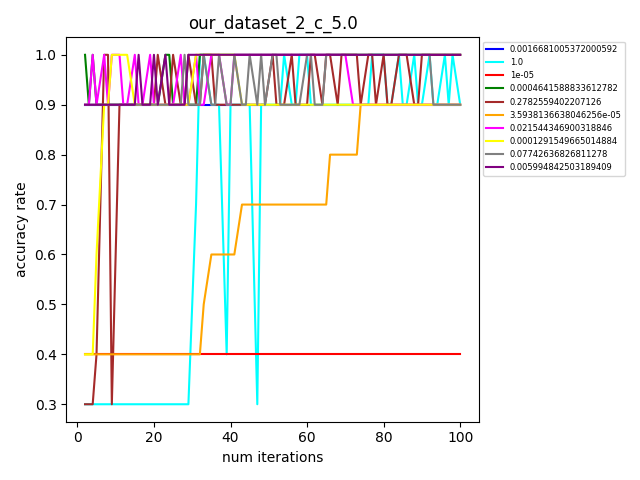 our_dataset_2_c_5.0
accuracy rate
1.0
0.9
0.8
0.7
0.6
0.5
0.4
0.3
0 20 40 60 80 100
num iterations
0.0016681005372000592
1.0
1e-05
0.0004641588833612782
0.2782559402207126
3.5938136638046256e-05
0.021544346900318846
0.0001291549665014884
0.07742636826811278
0.005994842503189409